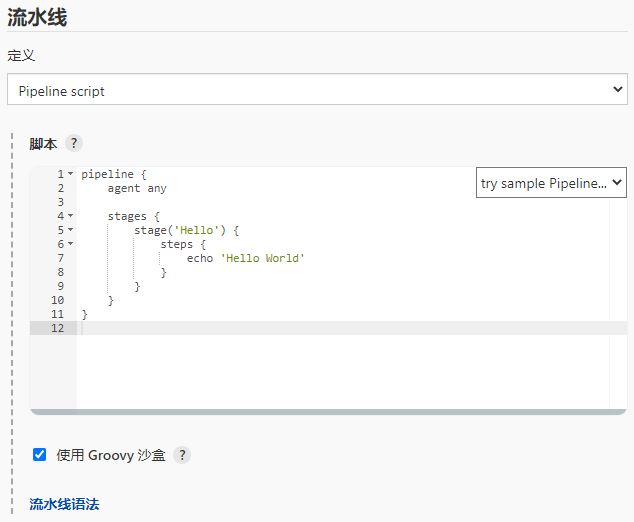 流水线
定义
Pipeline script
脚本 ?
try sample Pipeline...
1 pipeline {
2     agent any
3
4     stages {
5         stage('Hello') {
6             steps {
7                 echo 'Hello World'
8             }
9         }
10     }
11 }
12
使用 Groovy 沙盒 ?
流水线语法